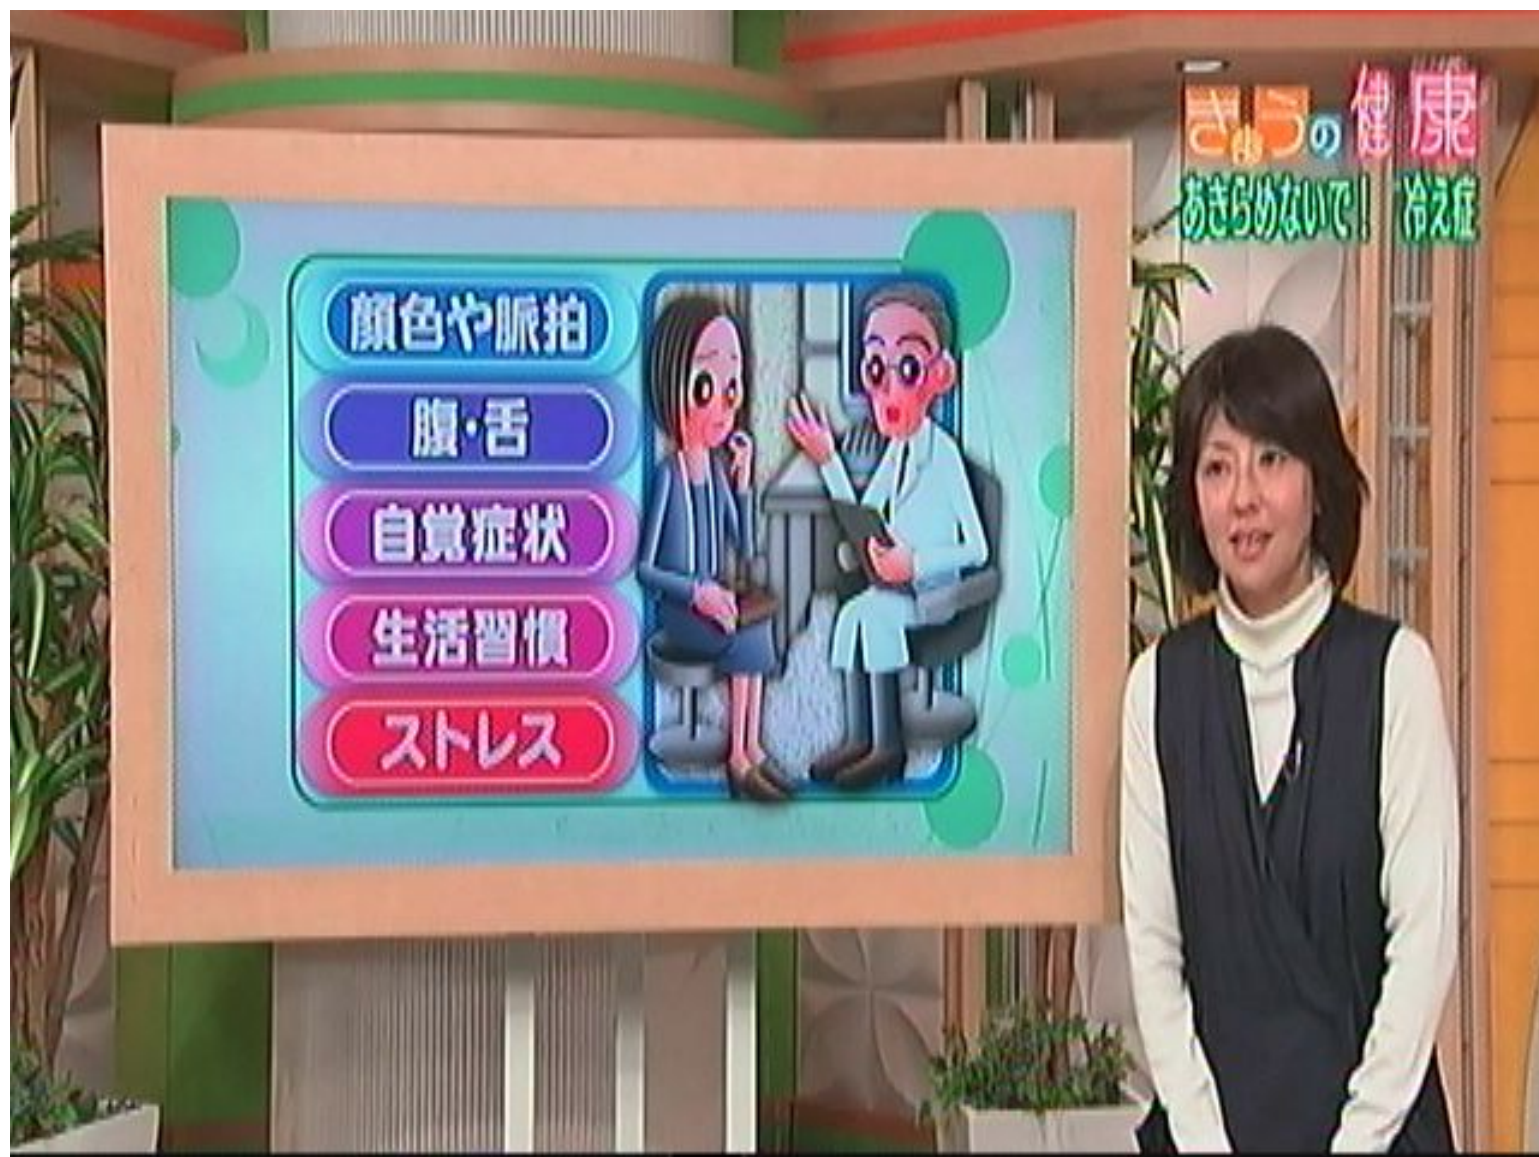 きょうの健康
あきらめないで! 冷え症
顔色や脈拍
腹・舌
自覚症状
生活習慣
ストレス